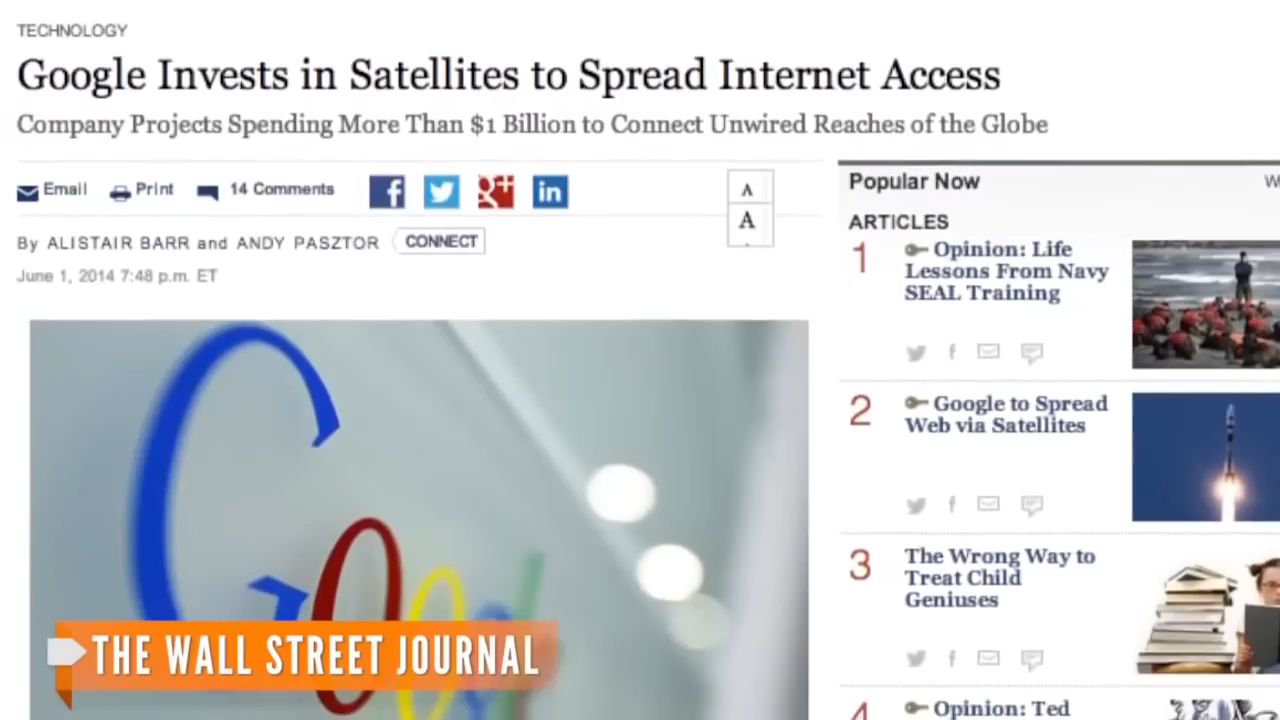 TECHNOLOGY
Google Invests in Satellites to Spread Internet Access
Company Projects Spending More Than $1 Billion to Connect Unwired Reaches of the Globe
Email Print 14 Comments
By ALISTAIR BARR and ANDY PASZTOR CONNECT
June 1, 2014 7:48 p.m. ET
A
A
Goo
THE WALL STREET JOURNAL
Popular Now
ARTICLES
1
Opinion: Life
Lessons From Navy
SEAL Training
2
Google to Spread
Web via Satellites
3
The Wrong Way to
Treat Child
Geniuses
4
Opinion: Ted